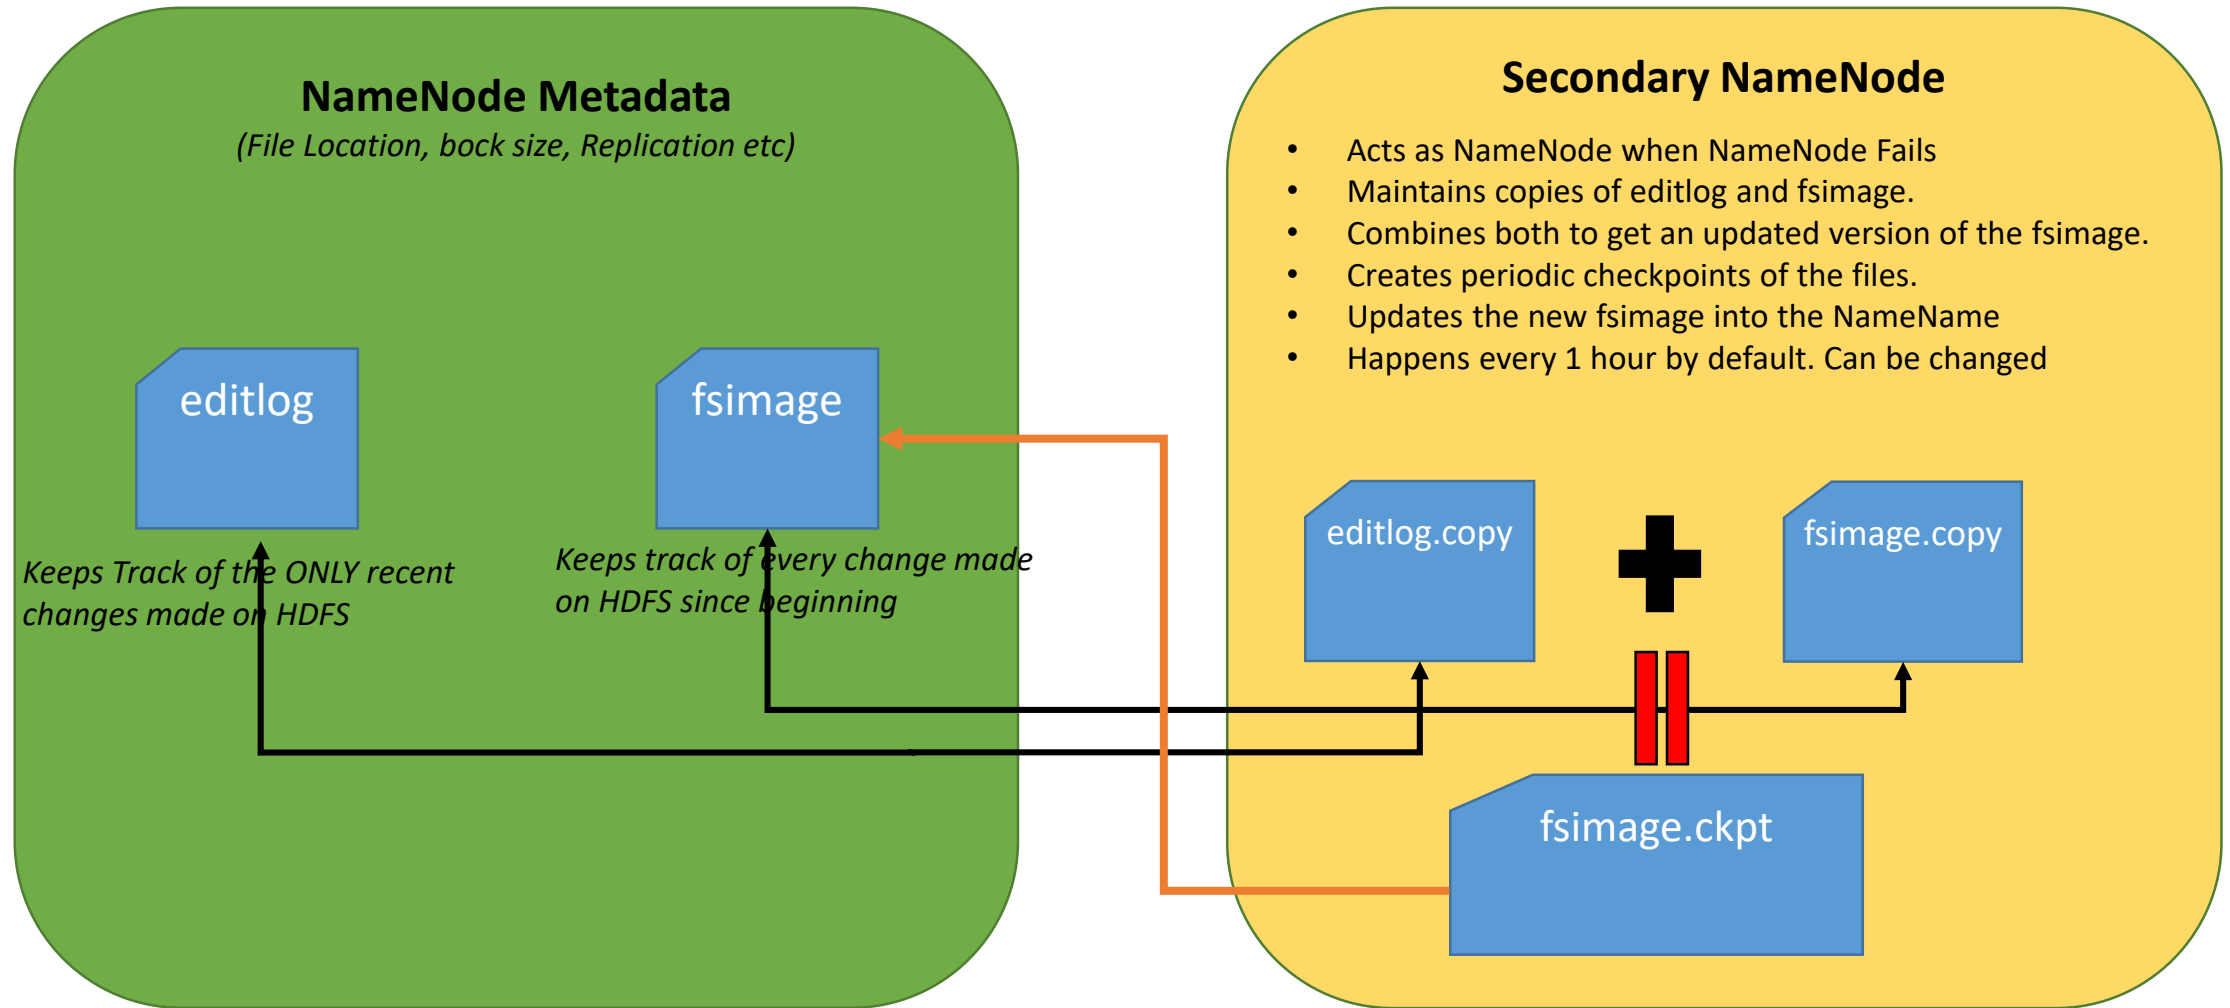 NameNode Metadata
(File Location, bock size, Replication etc)
editlog
fsimage
Keeps Track of the ONLY recent
changes made on HDFS
Keeps track of every change made
on HDFS since beginning
Secondary NameNode
• Acts as NameNode when NameNode Fails
• Maintains copies of editlog and fsimage.
• Combines both to get an updated version of the fsimage.
• Creates periodic checkpoints of the files.
• Updates the new fsimage into the NameName
• Happens every 1 hour by default. Can be changed
editlog.copy
fsimage.copy
fsimage.ckpt